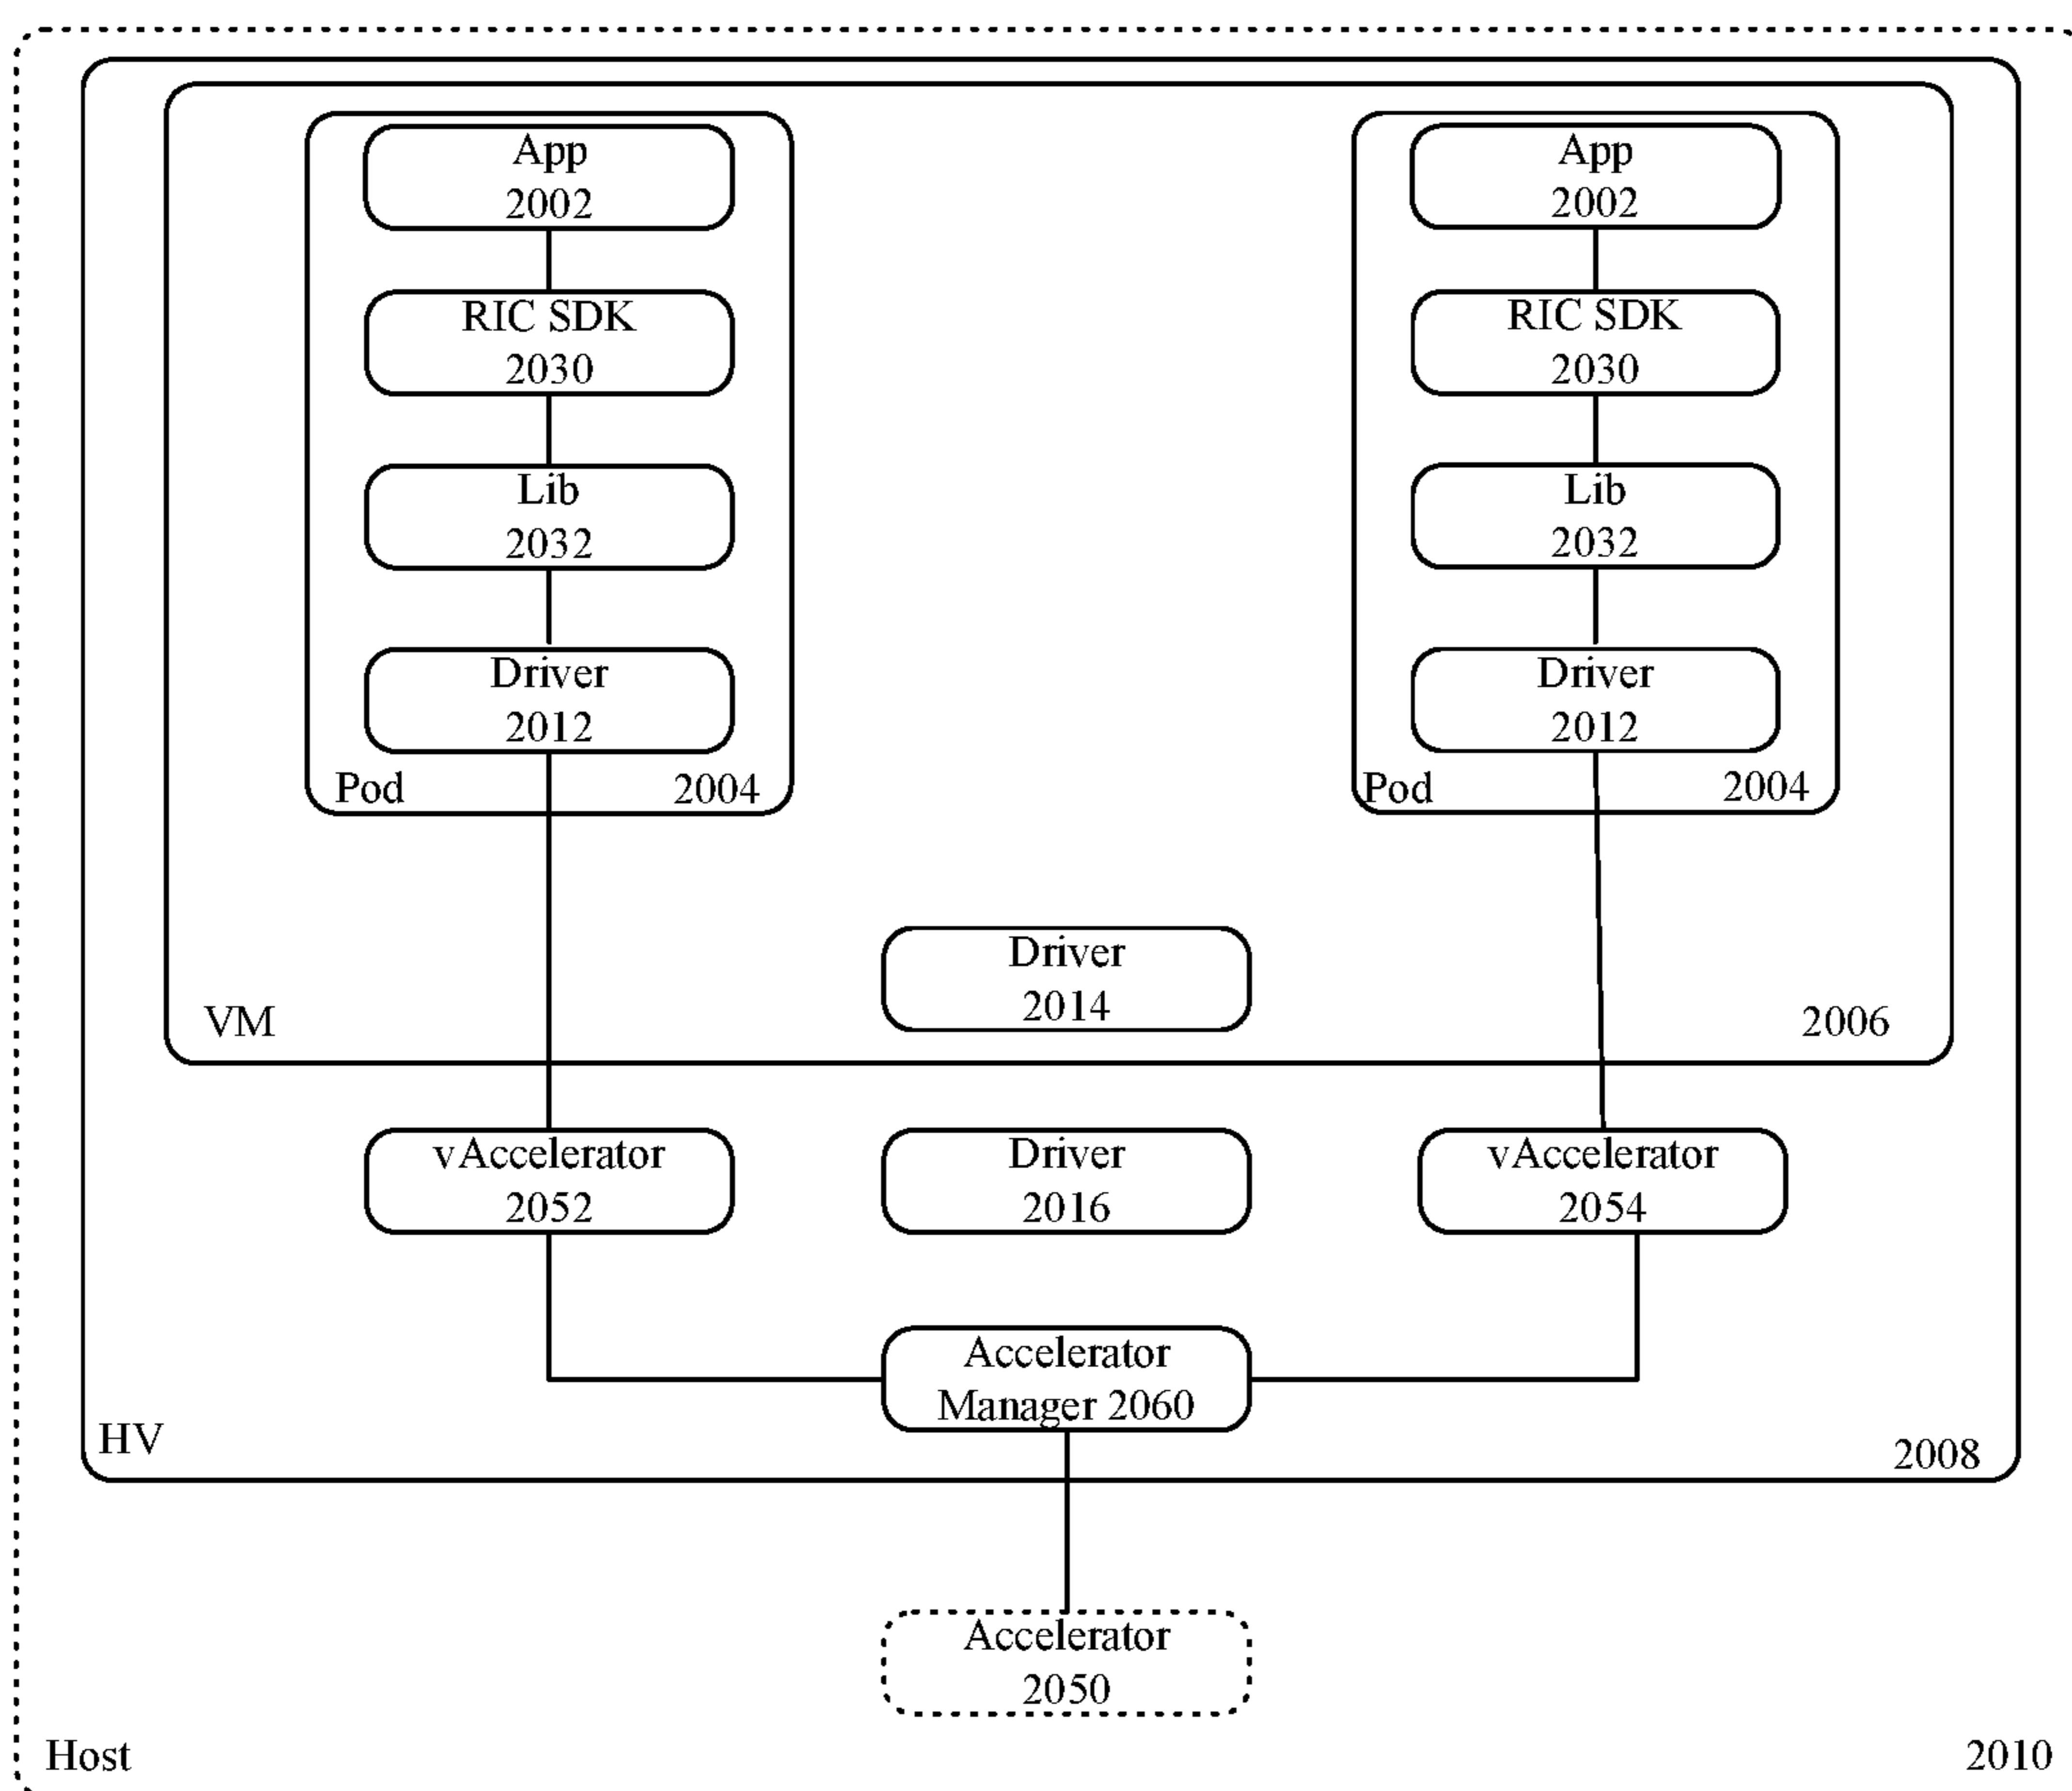 App
2002
RIC SDK
2030
Lib
2032
Driver
2012
Pod 2004
App
2002
RIC SDK
2030
Lib
2032
Driver
2012
Pod 2004
Driver
2014
VM 2006
vAccelerator
2052
Driver
2016
vAccelerator
2054
Accelerator
Manager 2060
HV 2008
Accelerator
2050
Host 2010